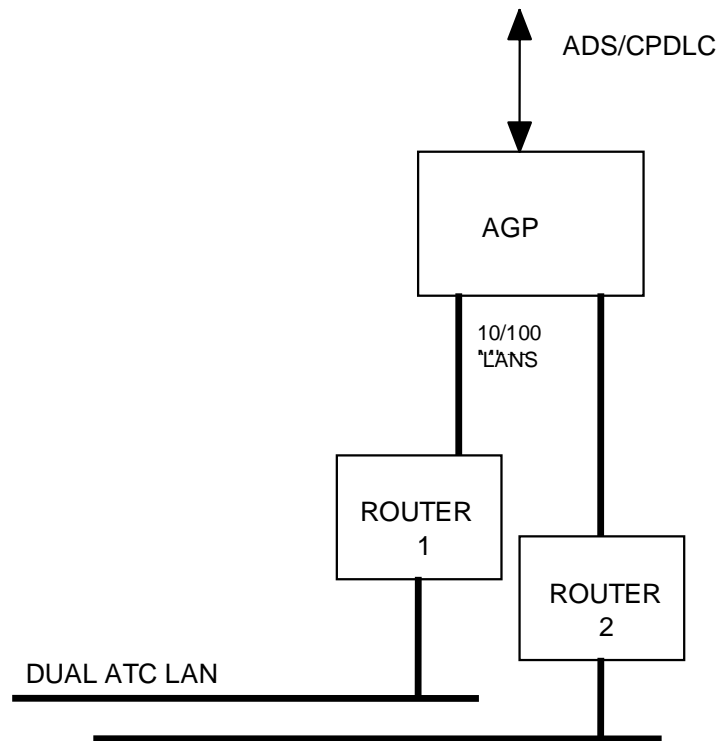 ADS/CPDLC
AGP
10/100
LANS
ROUTER
1
ROUTER
2
DUAL ATC LAN